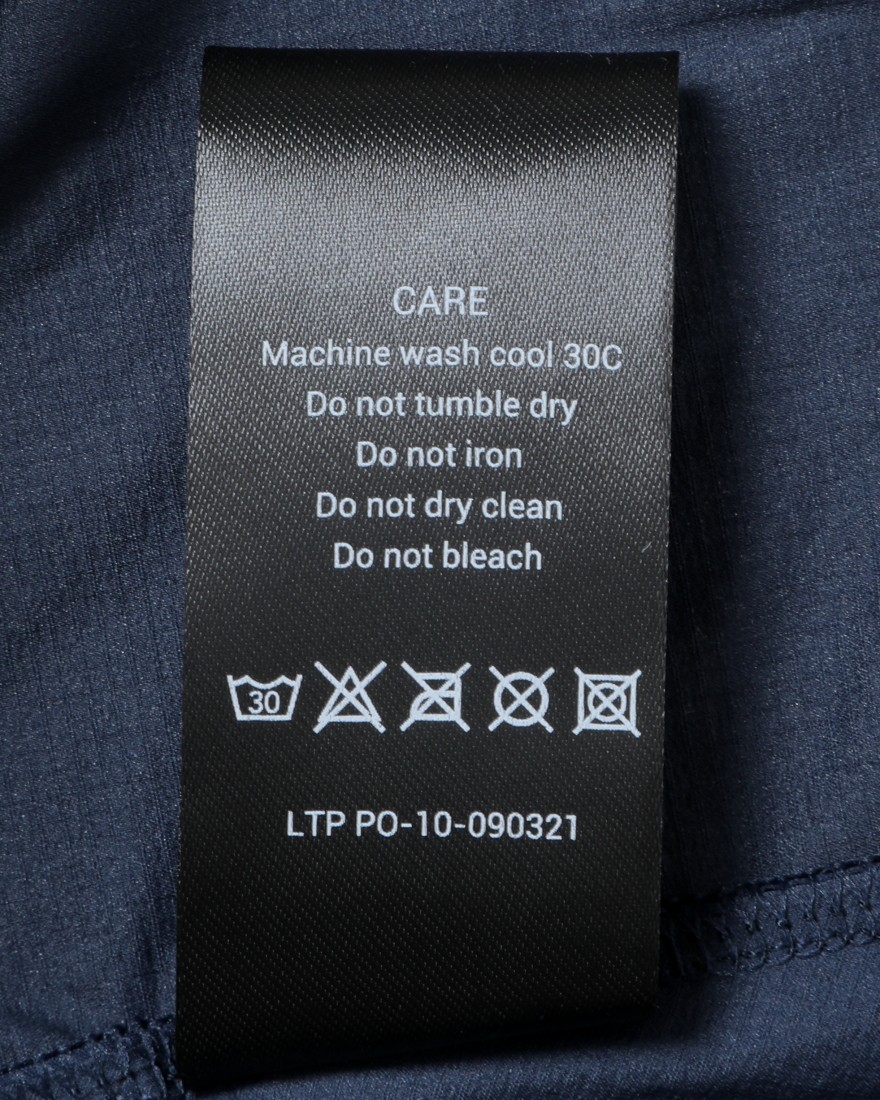 CARE
Machine wash cool 30C
Do not tumble dry
Do not iron
Do not dry clean
Do not bleach
30
LTP PO-10-090321